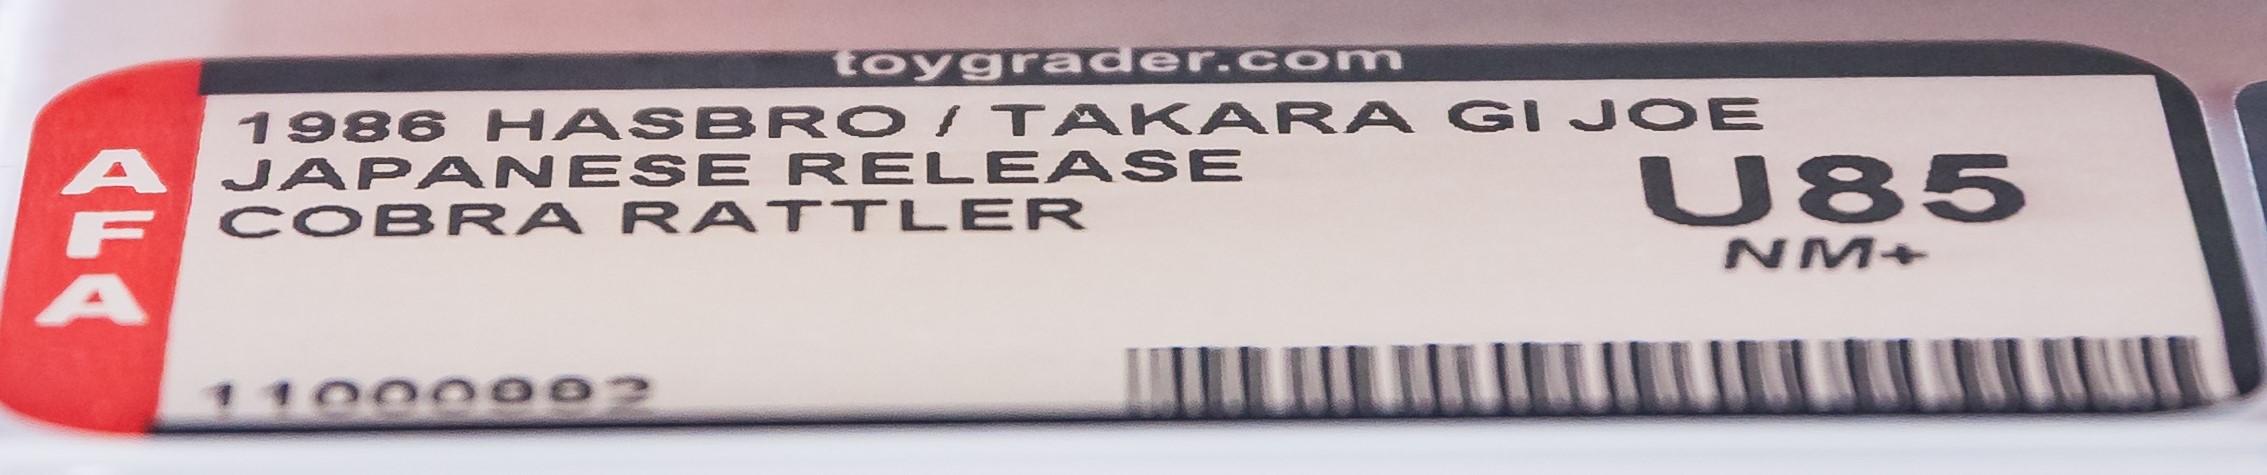 toygrader.com
AFA
1986 HASBRO / TAKARA GI JOE
JAPANESE RELEASE
COBRA RATTLER
U85
NM+